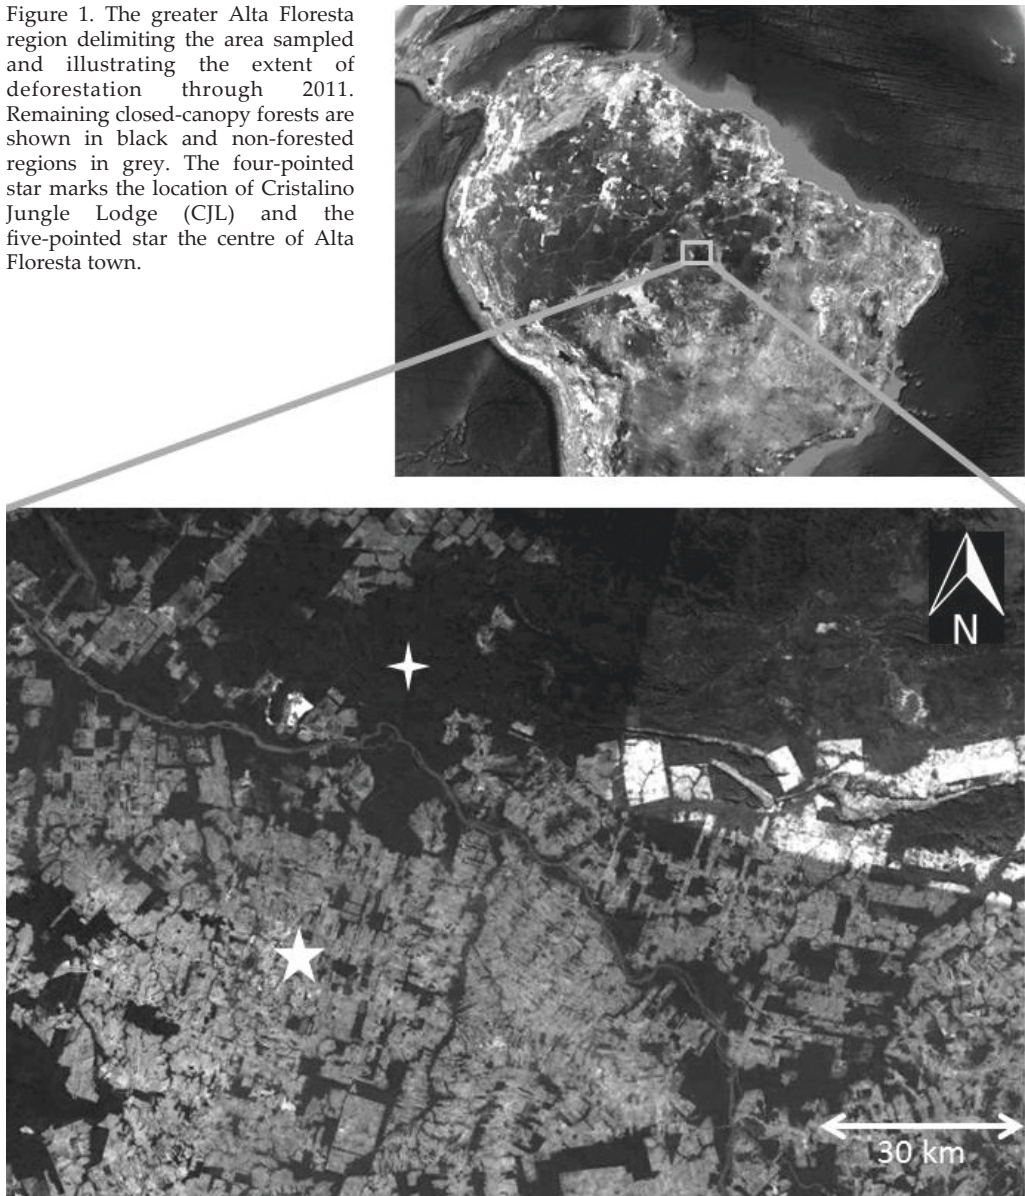 Figure 1. The greater Alta Floresta
region delimiting the area sampled
and illustrating the extent of
deforestation through 2011.
Remaining closed-canopy forests are
shown in black and non-forested
regions in grey. The four-pointed
star marks the location of Cristalino
Jungle Lodge (CJL) and the
five-pointed star the centre of Alta
Floresta town.
N
30 km